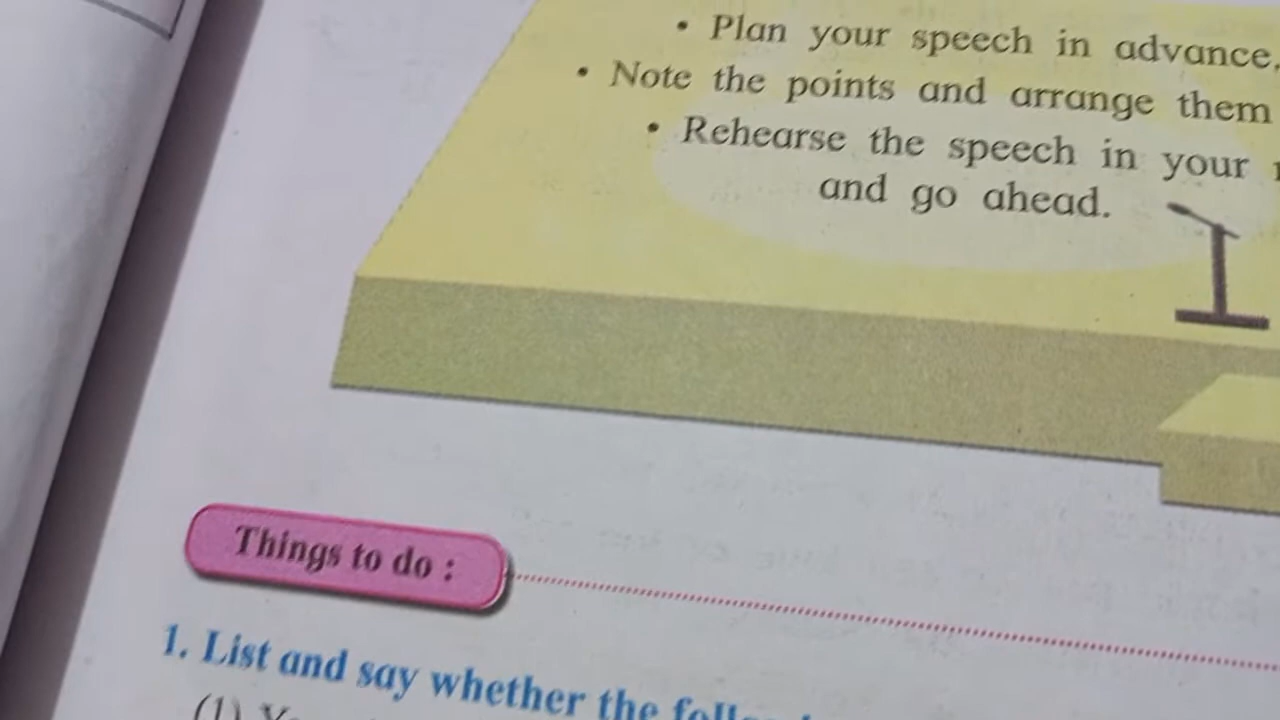 • Plan your speech in advance,
• Note the points and arrange them
• Rehearse the speech in your
and go ahead.
Things to do :
1. List and say whether the
(1)